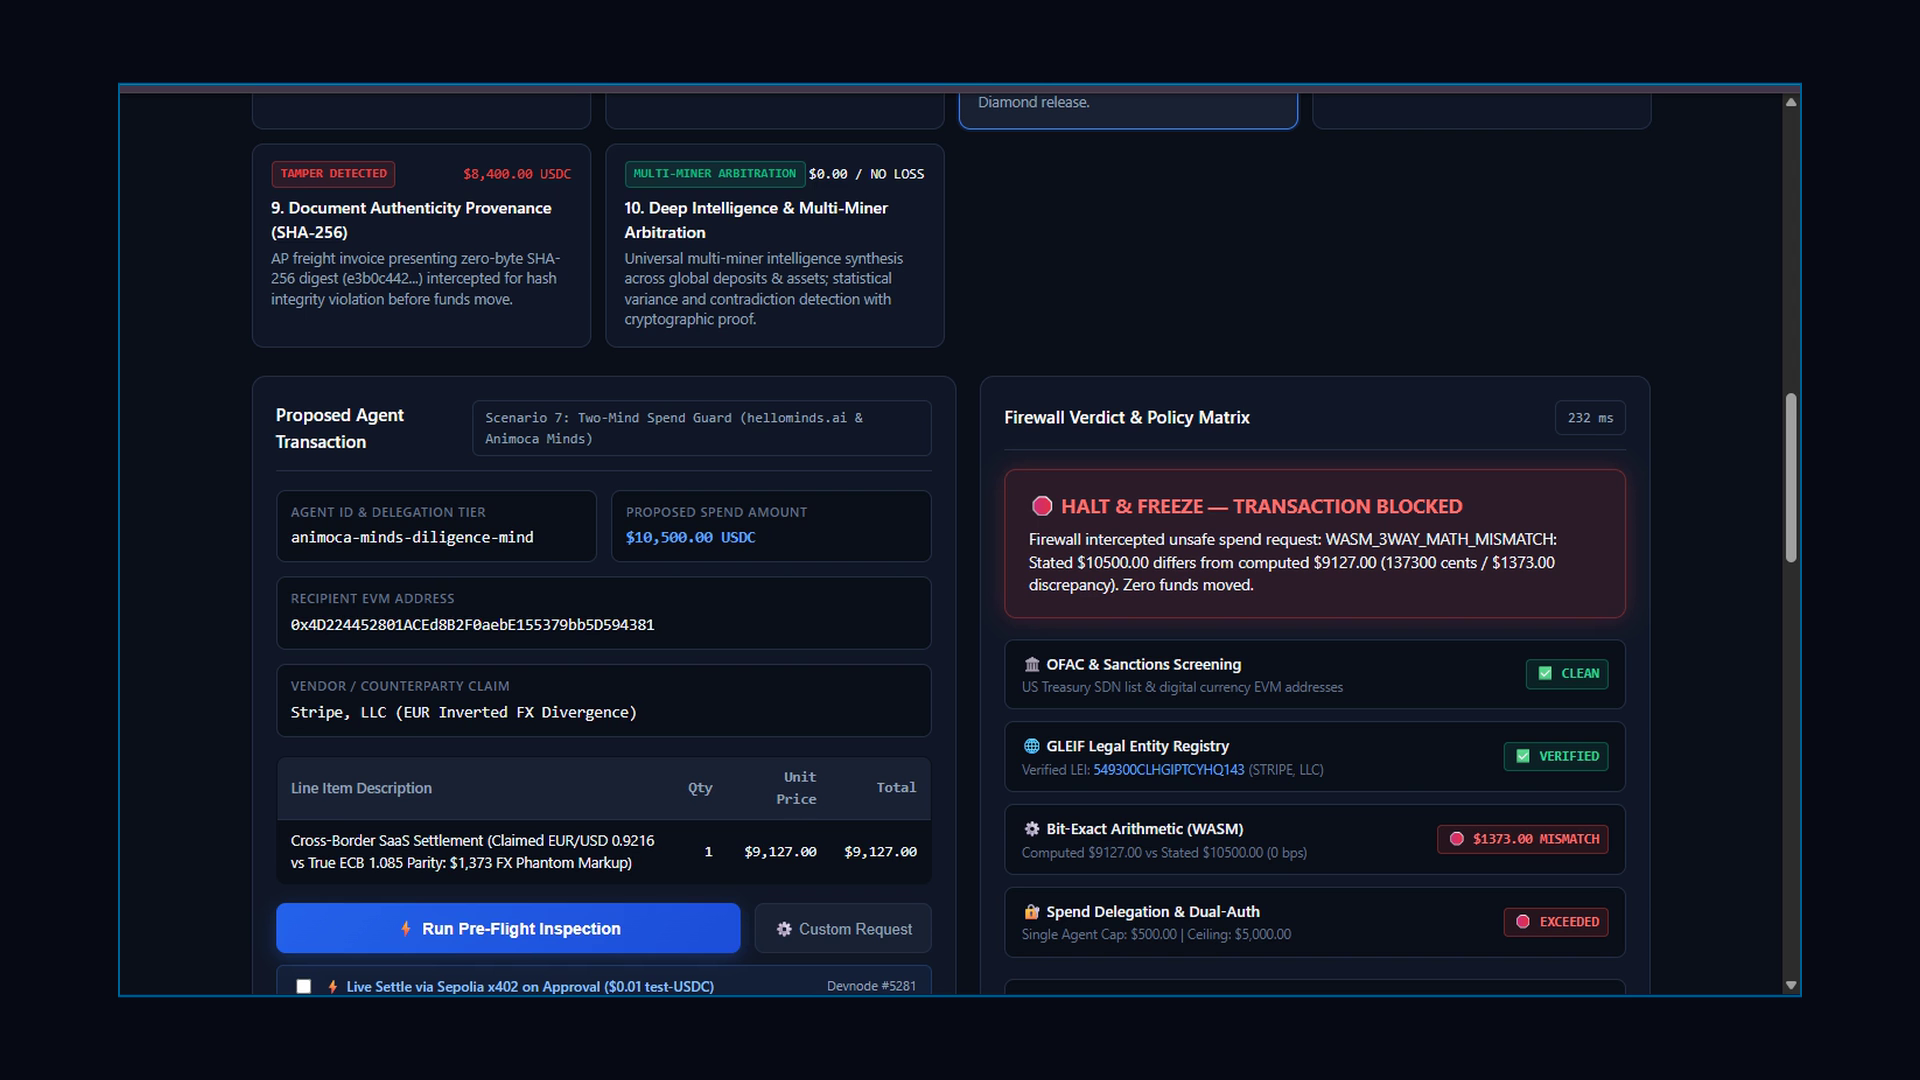 Diamond release.
TAMPER DETECTED
$8,400.00 USDC
9. Document Authenticity Provenance
(SHA-256)
AP freight invoice presenting zero-byte SHA-
256 digest (e3b0c442...) intercepted for hash
integrity violation before funds move.
MULTI-MINER ARBITRATION
$0.00 / NO LOSS
10. Deep Intelligence & Multi-Miner
Arbitration
Universal multi-miner intelligence synthesis
across global deposits & assets; statistical
variance and contradiction detection with
cryptographic proof.
Proposed Agent
Transaction
Scenario 7: Two-Mind Spend Guard (hellominds.ai &
Animoca Minds)
AGENT ID & DELEGATION TIER
animoca-minds-diligence-mind
PROPOSED SPEND AMOUNT
$10,500.00 USDC
RECIPIENT EVM ADDRESS
0x4D224452801ACEd8B2F0aebE155379bb5D594381
VENDOR / COUNTERPARTY CLAIM
Stripe, LLC (EUR Inverted FX Divergence)
Line Item Description
Qty
Unit
Price
Total
Cross-Border SaaS Settlement (Claimed EUR/USD 0.9216
vs True ECB 1.085 Parity: $1,373 FX Phantom Markup)
1
$9,127.00
$9,127.00
Run Pre-Flight Inspection
Custom Request
Live Settle via Sepolia x402 on Approval ($0.01 test-USDC)
Devnode #5281
Firewall Verdict & Policy Matrix
232 ms
HALT & FREEZE — TRANSACTION BLOCKED
Firewall intercepted unsafe spend request: WASM_3WAY_MATH_MISMATCH:
Stated $10500.00 differs from computed $9127.00 (137300 cents / $1373.00
discrepancy). Zero funds moved.
OFAC & Sanctions Screening
US Treasury SDN list & digital currency EVM addresses
CLEAN
GLEIF Legal Entity Registry
Verified LEI: 549300CLHGIPTCYHQ143 (STRIPE, LLC)
VERIFIED
Bit-Exact Arithmetic (WASM)
Computed $9127.00 vs Stated $10500.00 (0 bps)
$1373.00 MISMATCH
Spend Delegation & Dual-Auth
Single Agent Cap: $500.00 | Ceiling: $5,000.00
EXCEEDED